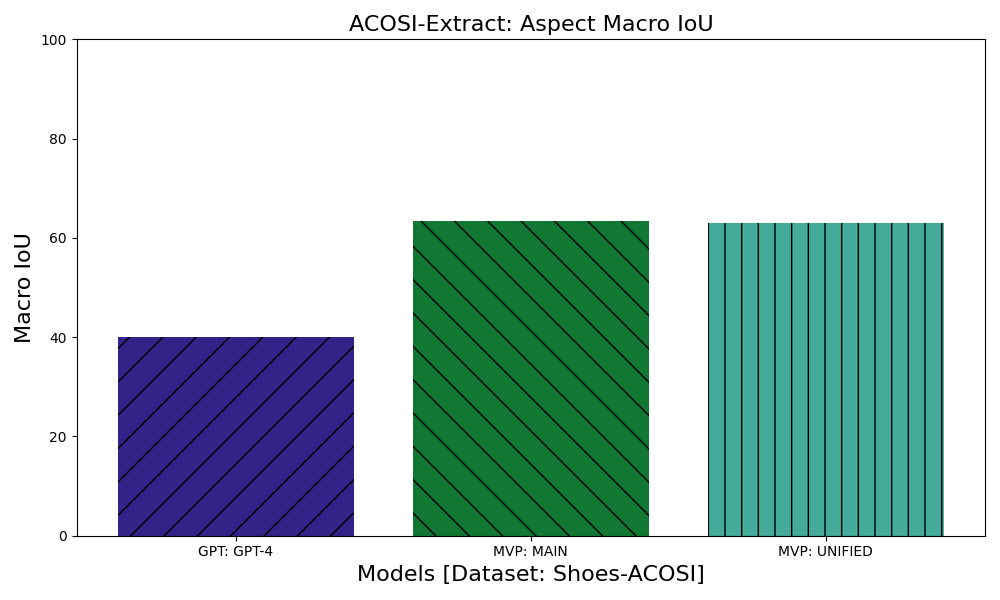 ACOSI-Extract: Aspect Macro IoU
100
80
60
40
20
0
Macro IoU
GPT: GPT-4
MVP: MAIN
MVP: UNIFIED
Models [Dataset: Shoes-ACOSI]